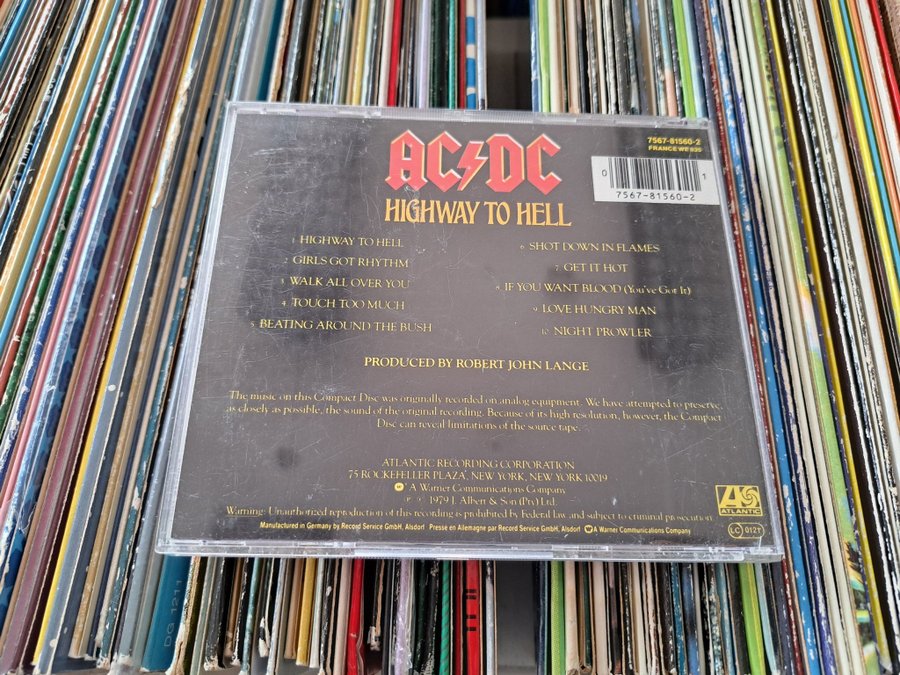 AC DC
HIGHWAY TO HELL
7567-81560-2
FRANCE WE 835
0 1
7567-81560-2
1 HIGHWAY TO HELL
2 GIRLS GOT RHYTHM
3 WALK ALL OVER YOU
4 TOUCH TOO MUCH
5 BEATING AROUND THE BUSH
6 SHOT DOWN IN FLAMES
7 GET IT HOT
8 IF YOU WANT BLOOD (You've Got It)
9 LOVE HUNGRY MAN
10 NIGHT PROWLER
PRODUCED BY ROBERT JOHN LANGE
The music on this Compact Disc was originally recorded on analog equipment. We have attempted to preserve,
as closely as possible, the sound of the original recording. Because of its high resolution, however, the Compact
Disc can reveal limitations of the source tape.
ATLANTIC RECORDING CORPORATION
75 ROCKEFELLER PLAZA, NEW YORK, NEW YORK 10019
A Warner Communications Company
℗ © 1979 J. Albert & Son (Pty) Ltd.
Warning: Unauthorized reproduction of this recording is prohibited by Federal law and subject to criminal prosecution.
Manufactured in Germany by Record Service GmbH, Alsdorf Presse en Allemagne par Record Service GmbH, Alsdorf A Warner Communications Company
ATLANTIC
LC 0121
DG 1211